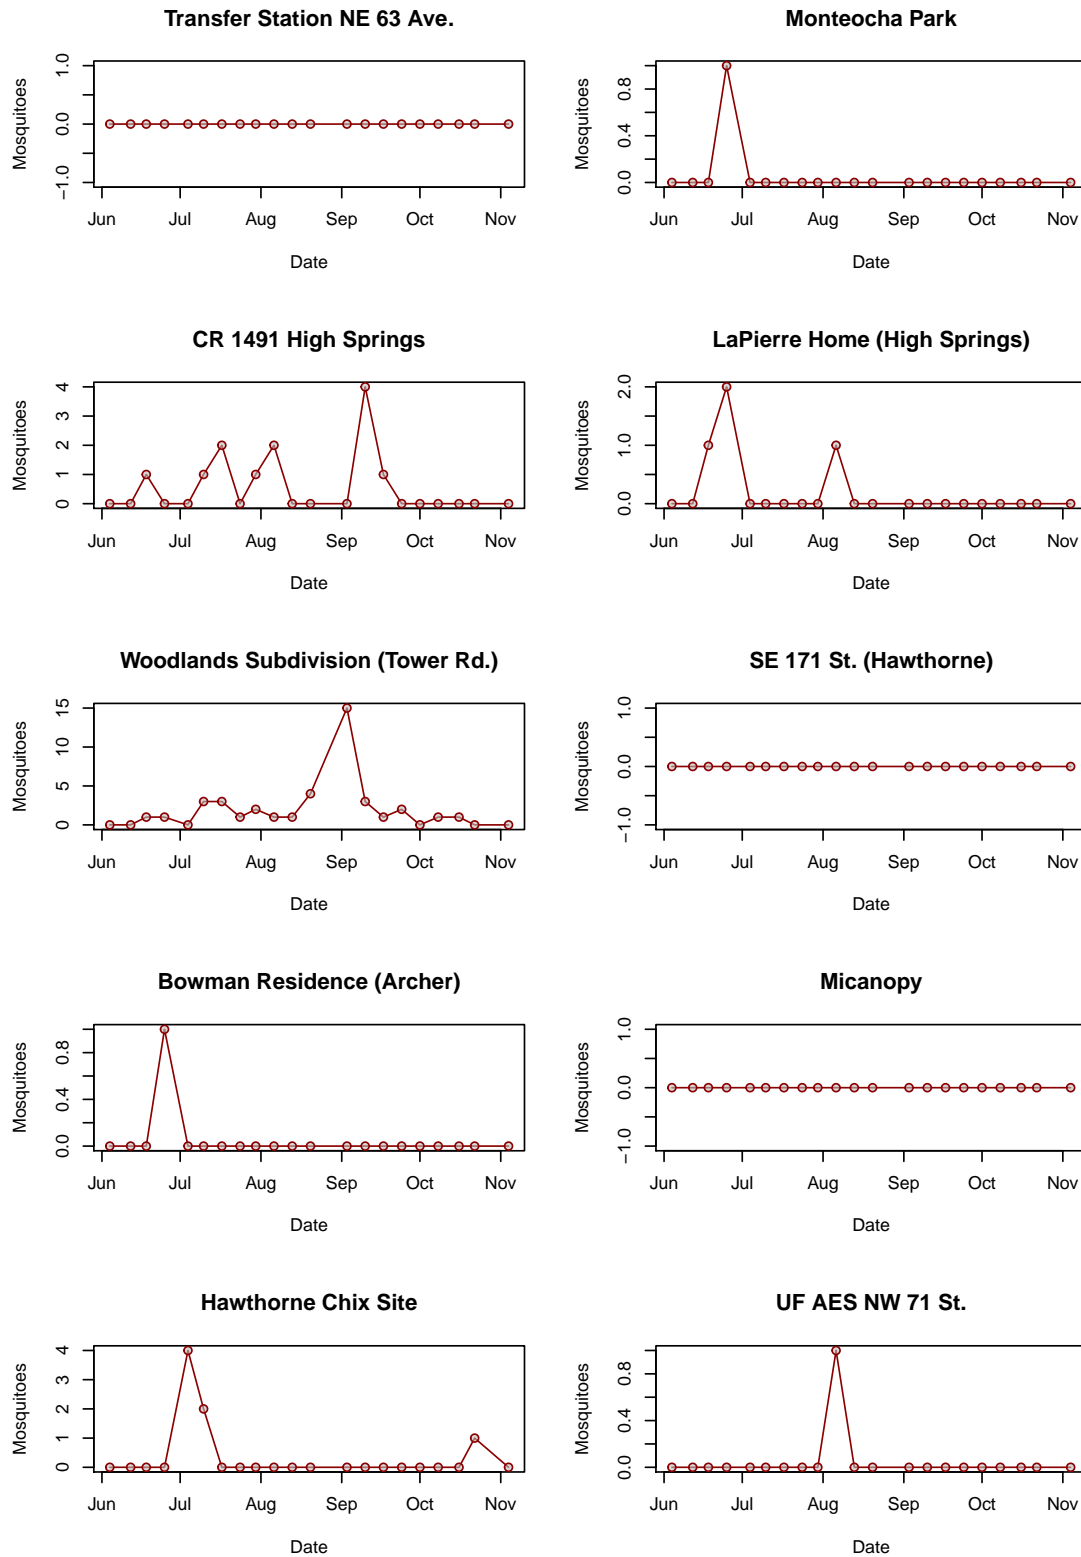 Transfer Station NE 63 Ave.
Mosquitoes
1.0
0.0
−1.0
Jun Jul Aug Sep Oct Nov
Date
Monteocha Park
Mosquitoes
0.8
0.4
0.0
Jun Jul Aug Sep Oct Nov
Date
CR 1491 High Springs
Mosquitoes
4
3
2
1
0
Jun Jul Aug Sep Oct Nov
Date
LaPierre Home (High Springs)
Mosquitoes
2.0
1.0
0.0
Jun Jul Aug Sep Oct Nov
Date
Woodlands Subdivision (Tower Rd.)
Mosquitoes
15
10
5
0
Jun Jul Aug Sep Oct Nov
Date
SE 171 St. (Hawthorne)
Mosquitoes
1.0
0.0
−1.0
Jun Jul Aug Sep Oct Nov
Date
Bowman Residence (Archer)
Mosquitoes
0.8
0.4
0.0
Jun Jul Aug Sep Oct Nov
Date
Micanopy
Mosquitoes
1.0
0.0
−1.0
Jun Jul Aug Sep Oct Nov
Date
Hawthorne Chix Site
Mosquitoes
4
3
2
1
0
Jun Jul Aug Sep Oct Nov
Date
UF AES NW 71 St.
Mosquitoes
0.8
0.4
0.0
Jun Jul Aug Sep Oct Nov
Date